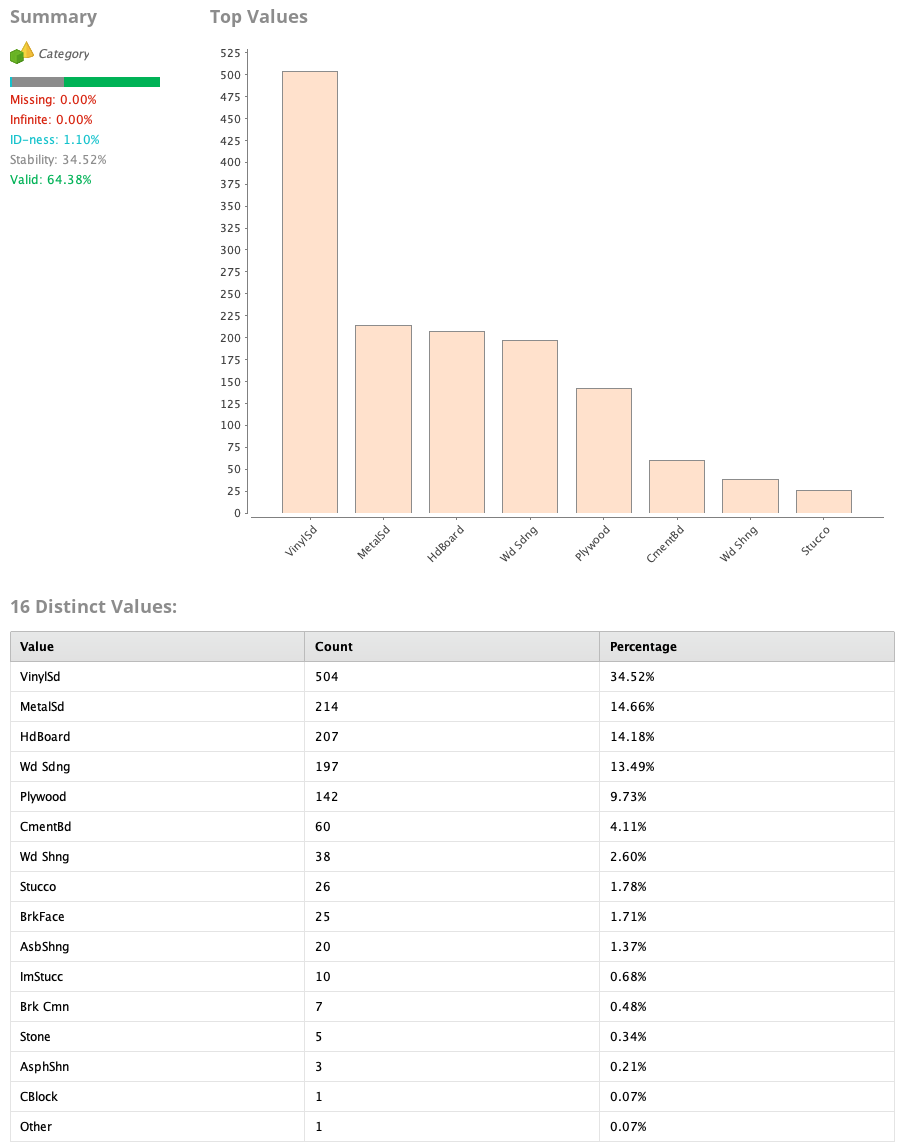 Summary
Category
Missing: 0.00%
Infinite: 0.00%
ID-ness: 1.10%
Stability: 34.52%
Valid: 64.38%
Top Values
525
500
475
450
425
400
375
350
325
300
275
250
225
200
175
150
125
100
75
50
25
0
VinylSd
MetalSd
HdBoard
Wd Sdng
Plywood
CmentBd
Wd Shng
Stucco
16 Distinct Values:
Value Count Percentage
VinylSd 504 34.52%
MetalSd 214 14.66%
HdBoard 207 14.18%
Wd Sdng 197 13.49%
Plywood 142 9.73%
CmentBd 60 4.11%
Wd Shng 38 2.60%
Stucco 26 1.78%
BrkFace 25 1.71%
AsbShng 20 1.37%
ImStucc 10 0.68%
Brk Cmn 7 0.48%
Stone 5 0.34%
AsphShn 3 0.21%
CBlock 1 0.07%
Other 1 0.07%